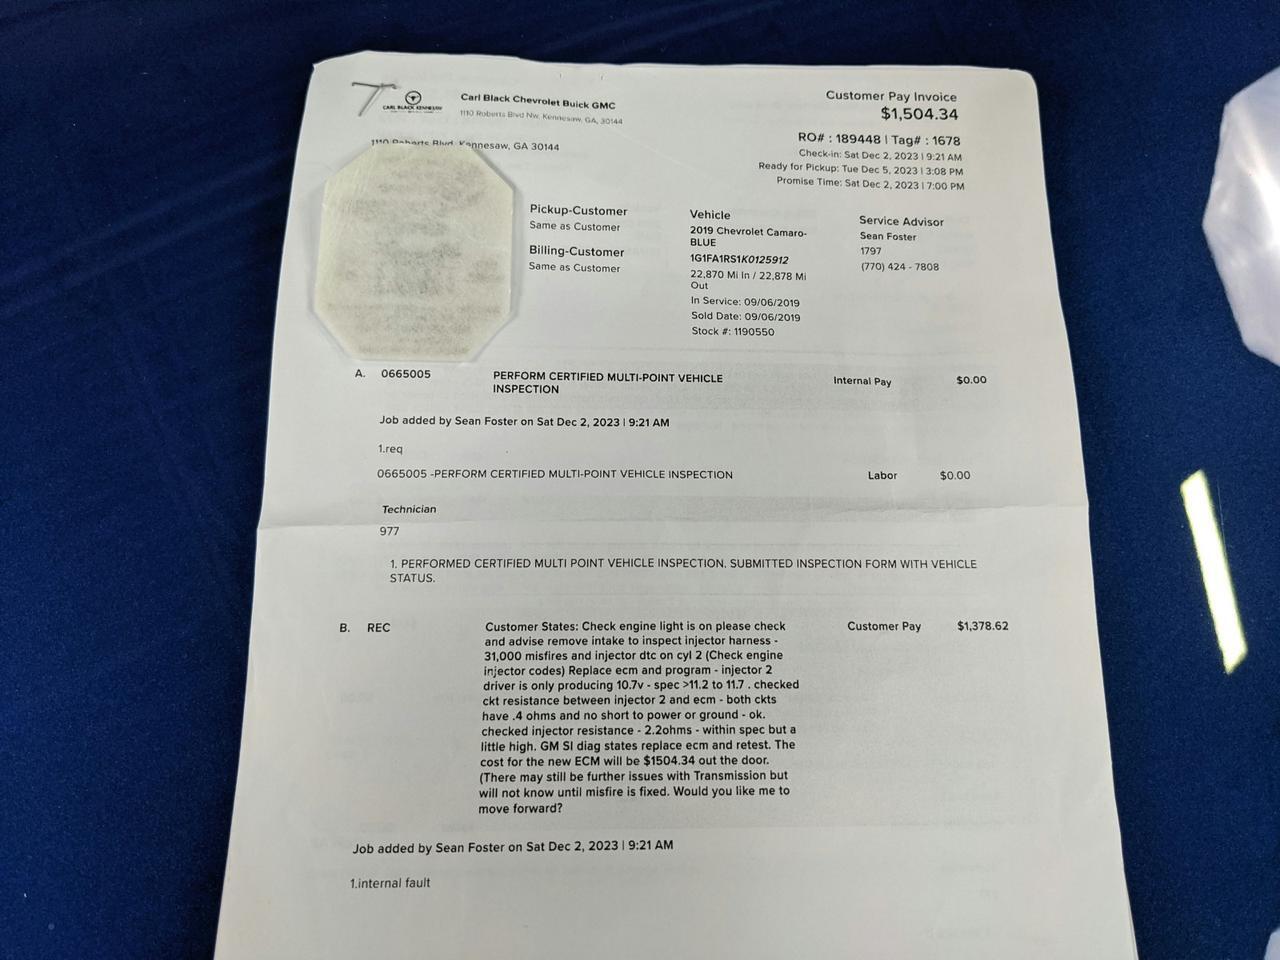 CARL BLACK KENNESAW
Carl Black Chevrolet Buick GMC
1110 Roberts Blvd Nw, Kennesaw, GA, 30144
Customer Pay Invoice
$1,504.34
1110 Roberts Blvd, Kennesaw, GA 30144
RO# : 189448 | Tag# : 1678
Check-in: Sat Dec 2, 2023 | 9:21 AM
Ready for Pickup: Tue Dec 5, 2023 | 3:08 PM
Promise Time: Sat Dec 2, 2023 | 7:00 PM
Pickup-Customer
Same as Customer
Billing-Customer
Same as Customer
Vehicle
2019 Chevrolet Camaro-
BLUE
1G1FA1RS1K0125912
22,870 Mi In / 22,878 Mi
Out
In Service: 09/06/2019
Sold Date: 09/06/2019
Stock #: 1190550
Service Advisor
Sean Foster
1797
(770) 424 - 7808
A. 0665005 PERFORM CERTIFIED MULTI-POINT VEHICLE Internal Pay $0.00
INSPECTION
Job added by Sean Foster on Sat Dec 2, 2023 | 9:21 AM
1.req
0665005 -PERFORM CERTIFIED MULTI-POINT VEHICLE INSPECTION Labor $0.00
Technician
977
1. PERFORMED CERTIFIED MULTI POINT VEHICLE INSPECTION. SUBMITTED INSPECTION FORM WITH VEHICLE
STATUS.
B. REC Customer States: Check engine light is on please check Customer Pay $1,378.62
and advise remove intake to inspect injector harness -
31,000 misfires and injector dtc on cyl 2 (Check engine
injector codes) Replace ecm and program - injector 2
driver is only producing 10.7v - spec >11.2 to 11.7 . checked
ckt resistance between injector 2 and ecm - both ckts
have .4 ohms and no short to power or ground - ok.
checked injector resistance - 2.2ohms - within spec but a
little high. GM SI diag states replace ecm and retest. The
cost for the new ECM will be $1504.34 out the door.
(There may still be further issues with Transmission but
will not know until misfire is fixed. Would you like me to
move forward?
Job added by Sean Foster on Sat Dec 2, 2023 | 9:21 AM
1.internal fault